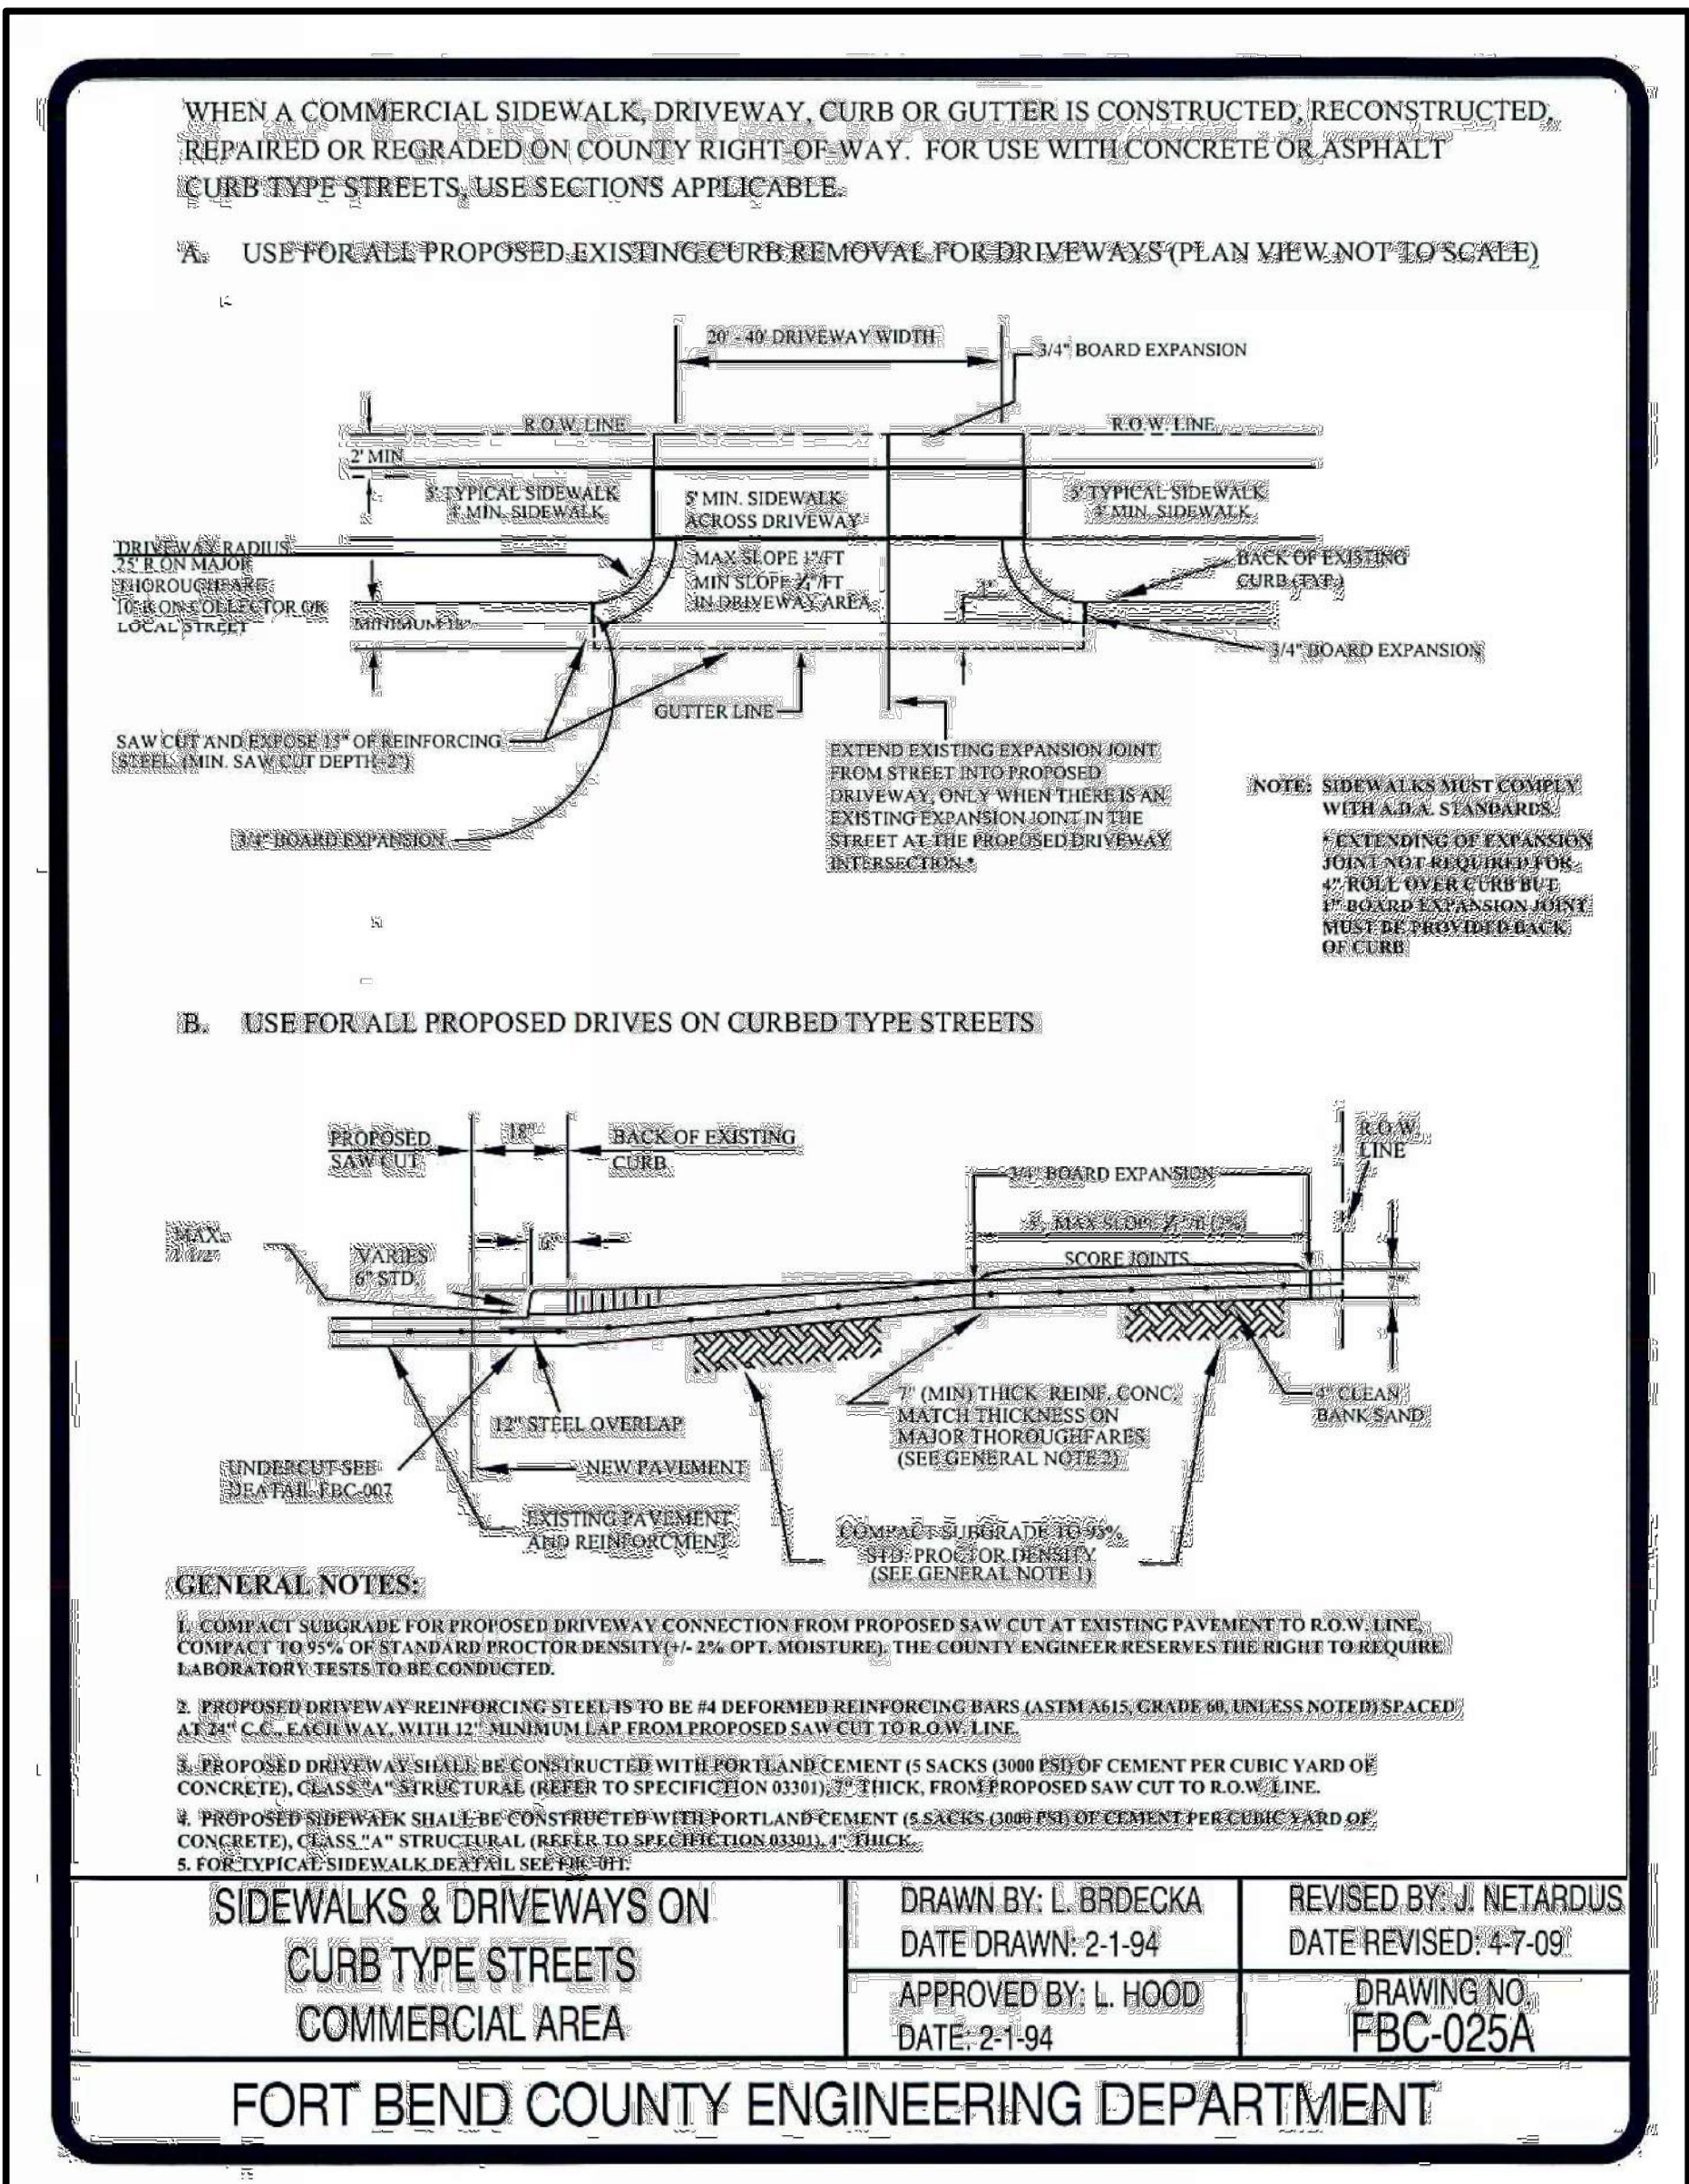 WHEN A COMMERCIAL SIDEWALK, DRIVEWAY, CURB OR GUTTER IS CONSTRUCTED, RECONSTRUCTED,
REPAIRED OR REGRADED ON COUNTY RIGHT-OF-WAY. FOR USE WITH CONCRETE OR ASPHALT
CURB TYPE STREETS, USE SECTIONS APPLICABLE.
A. USE FOR ALL PROPOSED EXISTING CURB REMOVAL FOR DRIVEWAYS (PLAN VIEW NOT TO SCALE)
20' - 40' DRIVEWAY WIDTH
3/4" BOARD EXPANSION
R.O.W. LINE
R.O.W. LINE
2' MIN
5' TYPICAL SIDEWALK
4' MIN. SIDEWALK
5' MIN. SIDEWALK
ACROSS DRIVEWAY
5' TYPICAL SIDEWALK
4' MIN. SIDEWALK
DRIVEWAY RADIUS
25' R ON MAJOR
THOROUGHFARE
10' R ON COLLECTOR OR
LOCAL STREET
MAX SLOPE 1"/FT
MIN SLOPE ¼"/FT
IN DRIVEWAY AREA
BACK OF EXISTING
CURB (TYP.)
MINIMUM 18"
3/4" BOARD EXPANSION
GUTTER LINE
SAW CUT AND EXPOSE 15" OF REINFORCING
STEEL (MIN. SAW CUT DEPTH=2")
3/4" BOARD EXPANSION
EXTEND EXISTING EXPANSION JOINT
FROM STREET INTO PROPOSED
DRIVEWAY, ONLY WHEN THERE IS AN
EXISTING EXPANSION JOINT IN THE
STREET AT THE PROPOSED DRIVEWAY
INTERSECTION.*
NOTE: SIDEWALKS MUST COMPLY
WITH A.D.A. STANDARDS.
* EXTENDING OF EXPANSION
JOINT NOT REQUIRED FOR
4" ROLL OVER CURB BUT
1" BOARD EXPANSION JOINT
MUST BE PROVIDED BACK
OF CURB
B. USE FOR ALL PROPOSED DRIVES ON CURBED TYPE STREETS
PROPOSED
SAW CUT
18"
BACK OF EXISTING
CURB
R.O.W.
LINE
3/4" BOARD EXPANSION
5', MAX SLOPE ¼"/ft (2%)
MAX.
1 1/2"
VARIES
6" STD.
6"
SCORE JOINTS
7"
12" STEEL OVERLAP
7" (MIN) THICK REINF. CONC.
MATCH THICKNESS ON
MAJOR THOROUGHFARES
(SEE GENERAL NOTE 2)
4" CLEAN
BANK SAND
UNDERCUT SEE
DEATAIL FBC-007
NEW PAVEMENT
EXISTING PAVEMENT
AND REINFORCMENT
COMPACT SUBGRADE TO 95%
STD. PROCTOR DENSITY
(SEE GENERAL NOTE 1)
GENERAL NOTES:
1. COMPACT SUBGRADE FOR PROPOSED DRIVEWAY CONNECTION FROM PROPOSED SAW CUT AT EXISTING PAVEMENT TO R.O.W. LINE.
COMPACT TO 95% OF STANDARD PROCTOR DENSITY(+/- 2% OPT. MOISTURE). THE COUNTY ENGINEER RESERVES THE RIGHT TO REQUIRE
LABORATORY TESTS TO BE CONDUCTED.
2. PROPOSED DRIVEWAY REINFORCING STEEL IS TO BE #4 DEFORMED REINFORCING BARS (ASTM A615, GRADE 60, UNLESS NOTED) SPACED
AT 24" C.C., EACH WAY, WITH 12" MINIMUM LAP FROM PROPOSED SAW CUT TO R.O.W. LINE.
3. PROPOSED DRIVEWAY SHALL BE CONSTRUCTED WITH PORTLAND CEMENT (5 SACKS (3000 PSI) OF CEMENT PER CUBIC YARD OF
CONCRETE), CLASS "A" STRUCTURAL (REFER TO SPECIFICTION 03301), 7" THICK, FROM PROPOSED SAW CUT TO R.O.W. LINE.
4. PROPOSED SIDEWALK SHALL BE CONSTRUCTED WITH PORTLAND CEMENT (5 SACKS (3000 PSI) OF CEMENT PER CUBIC YARD OF
CONCRETE), CLASS "A" STRUCTURAL (REFER TO SPECIFICTION 03301), 4" THICK.
5. FOR TYPICAL SIDEWALK DEATAIL SEE FBC-011.
SIDEWALKS & DRIVEWAYS ON
CURB TYPE STREETS
COMMERCIAL AREA
DRAWN BY: L. BRDECKA
DATE DRAWN: 2-1-94
REVISED BY: J. NETARDUS
DATE REVISED: 4-7-09
APPROVED BY: L. HOOD
DATE: 2-1-94
DRAWING NO.
FBC-025A
FORT BEND COUNTY ENGINEERING DEPARTMENT